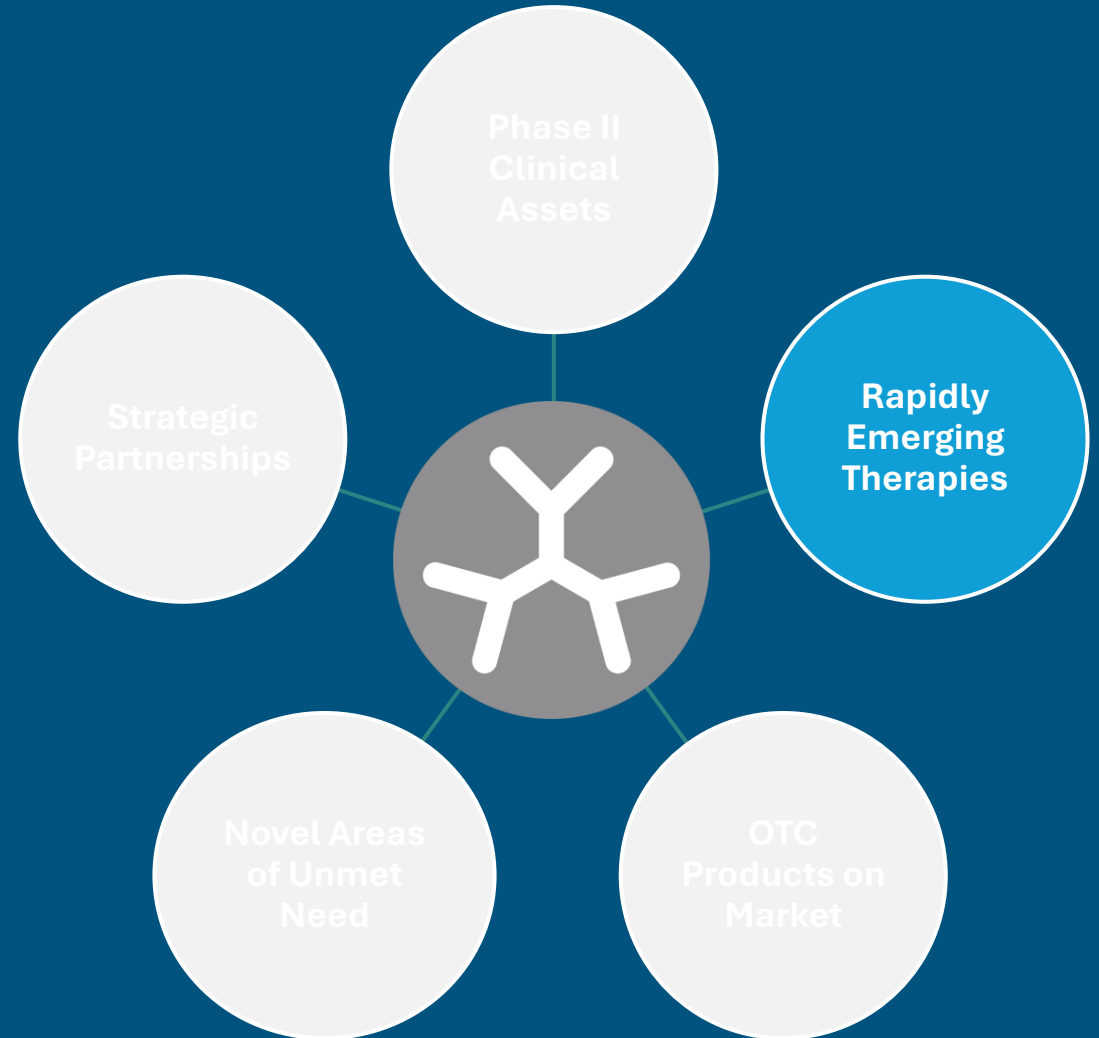 Phase II
Clinical
Assets
Rapidly
Emerging
Therapies
Strategic
Partnerships
Novel Areas
of Unmet
Need
OTC
Products on
Market